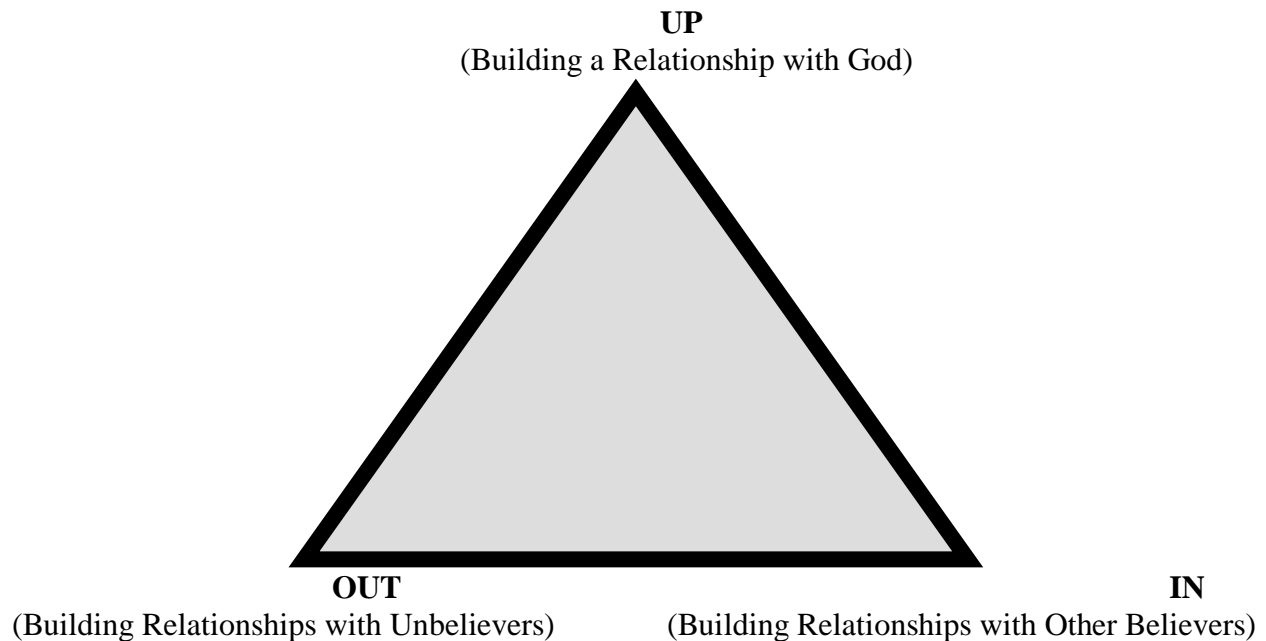 UP
(Building a Relationship with God)
OUT IN
(Building Relationships with Unbelievers) (Building Relationships with Other Believers)